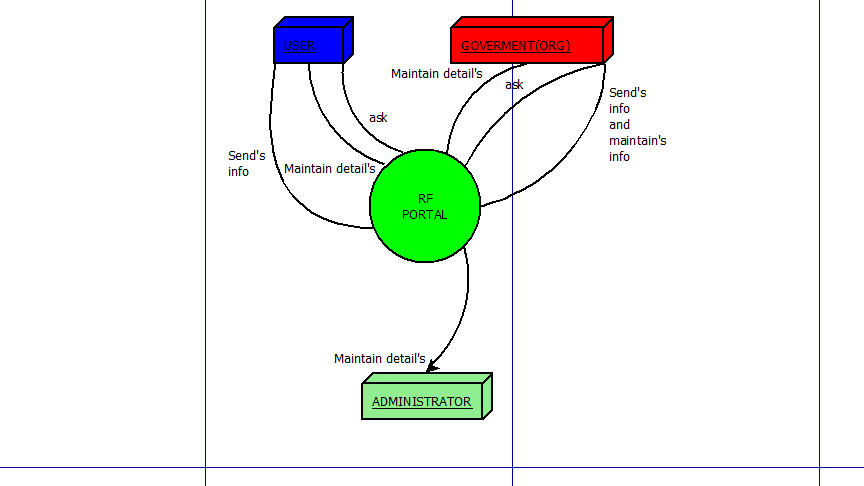 USER
GOVERMENT(ORG)
Maintain detail's
ask
Send's
info
and
maintain's
info
ask
Send's
info
Maintain detail's
RF
PORTAL
Maintain detail's
ADMINISTRATOR